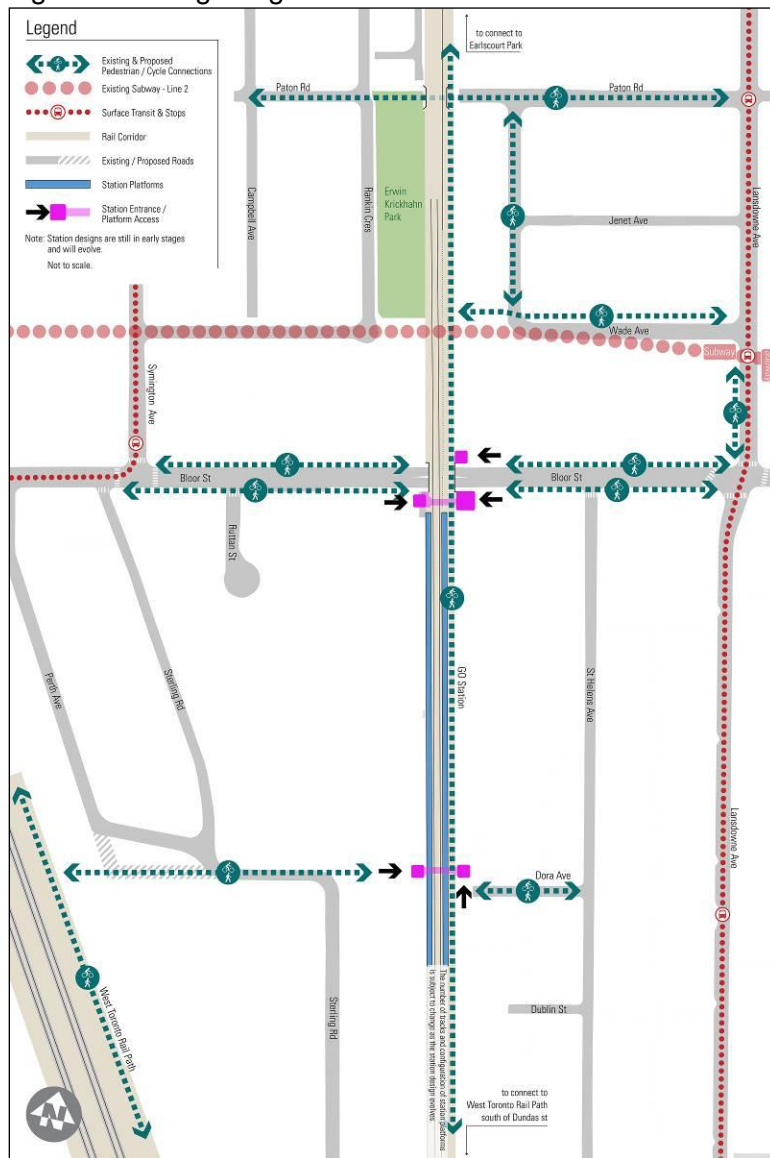 Legend
Existing & Proposed
Pedestrian / Cycle Connections
Existing Subway - Line 2
Surface Transit & Stops
Rail Corridor
Existing / Proposed Roads
Station Platforms
Station Entrance /
Platform Access
Note: Station designs are still in early stages
and will evolve.
Not to scale.
to connect to
Earlscourt Park
Paton Rd
Paton Rd
Campbell Ave
Rankin Cres
Erwin
Krickhahn
Park
Jenet Ave
Lansdowne Ave
Wade Ave
Subway
Subway
Symington Ave
Bloor St
Bloor St
Ruttan St
Perth Ave
Sterling Rd
GO Station
St Helens Ave
Lansdowne Ave
Dora Ave
West Toronto Rail Path
Sterling Rd
The number of tracks and configuration of station platforms
is subject to change as the station design evolves
Dublin St
to connect to
West Toronto Rail Path
south of Dundas st
N